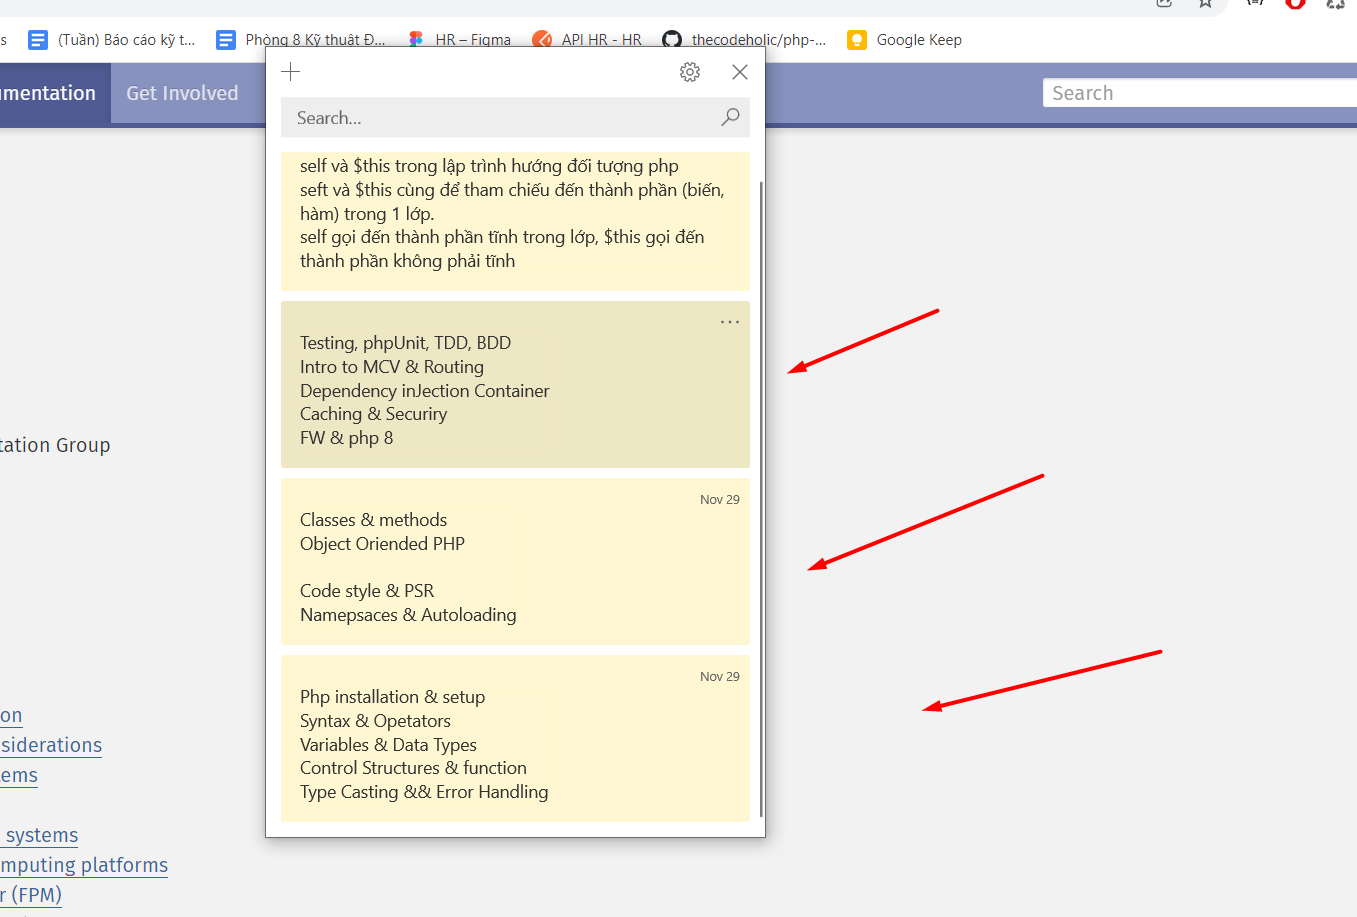 s
(Tuần) Báo cáo kỹ t...
Phòng 8 Kỹ thuật Đ...
HR – Figma
API HR - HR
thecodeholic/php-...
Google Keep
umentation
Get Involved
Search
Search...
self và $this trong lập trình hướng đối tượng php
seft và $this cùng để tham chiếu đến thành phần (biến,
hàm) trong 1 lớp.
self gọi đến thành phần tĩnh trong lớp, $this gọi đến
thành phần không phải tĩnh
...
Testing, phpUnit, TDD, BDD
Intro to MCV & Routing
Dependency inJection Container
Caching & Securiry
FW & php 8
Nov 29
Classes & methods
Object Oriended PHP
Code style & PSR
Namepsaces & Autoloading
Nov 29
Php installation & setup
Syntax & Opetators
Variables & Data Types
Control Structures & function
Type Casting && Error Handling
tation Group
on
siderations
tems
systems
mputing platforms
r (FPM)